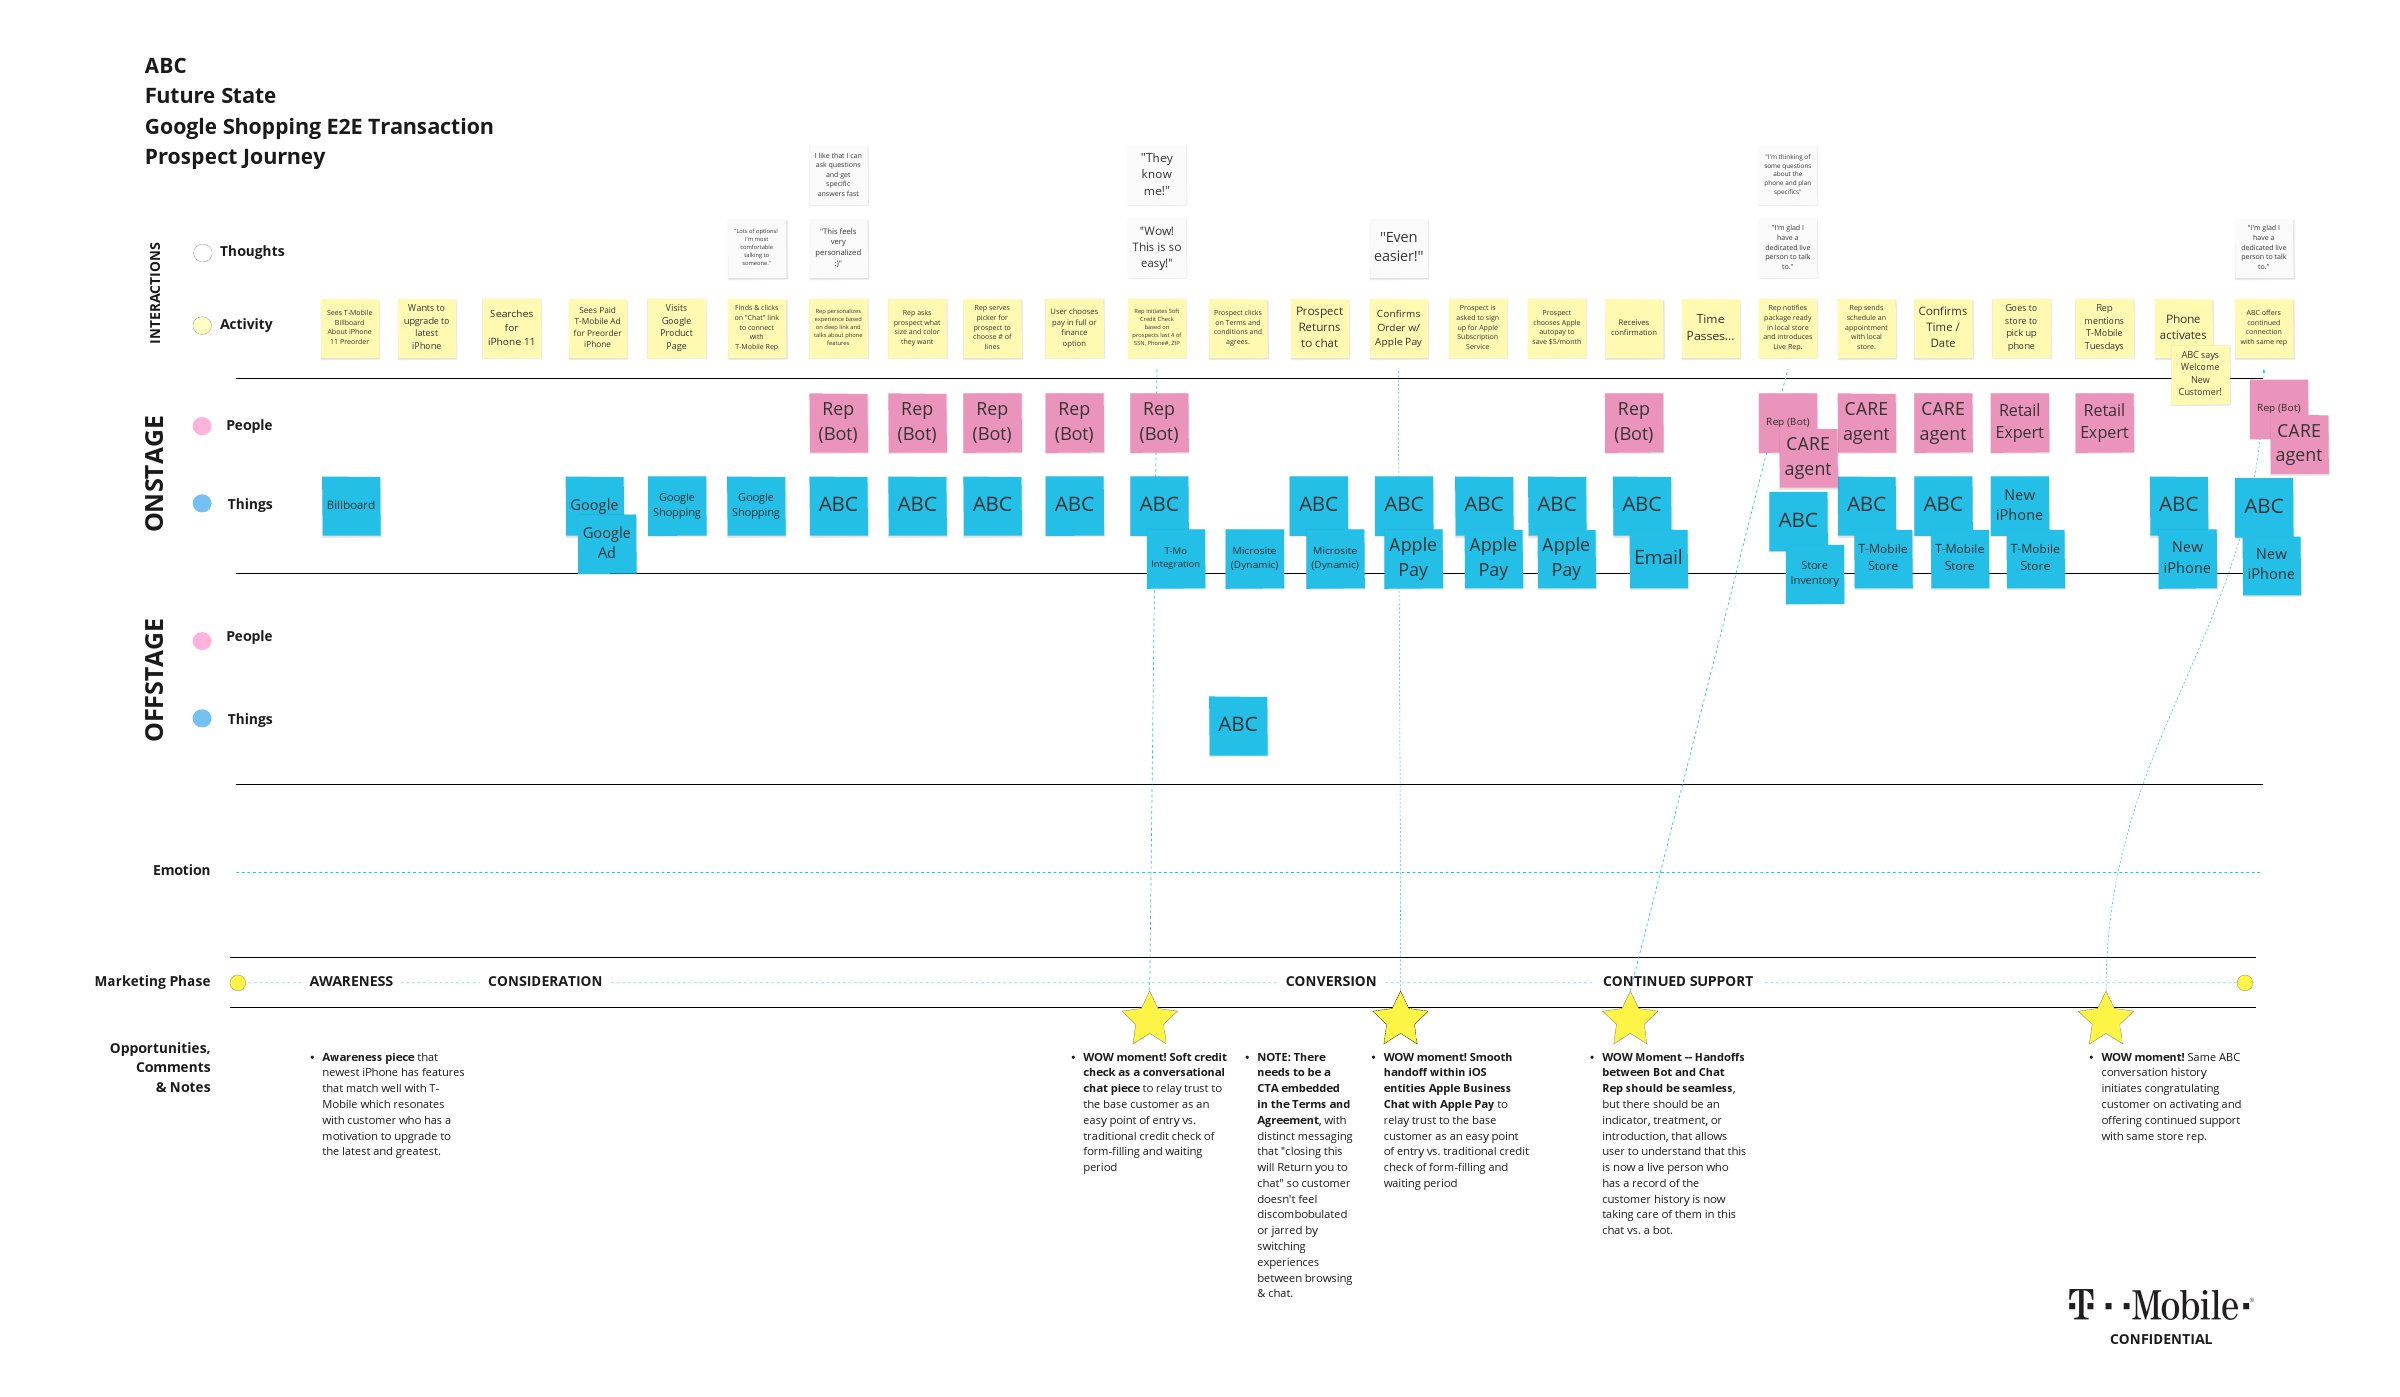 ABC
Future State
Google Shopping E2E Transaction
Prospect Journey
INTERACTIONS
Thoughts
I like that I can
ask questions
and get
specific
answers fast
"They
know
me!"
"I'm thinking of
some questions
about the
phone and plan
specifics"
"Lots of options!
I'm most
comfortable
talking to
someone."
"This feels
very
personalized
:)"
"Wow!
This is so
easy!"
"Even
easier!"
"I'm glad I
have a
dedicated live
person to talk
to."
"I'm glad I
have a
dedicated live
person to talk
to."
Activity
Sees T-Mobile
Billboard
About iPhone
11 Preorder
Wants to
upgrade to
latest
iPhone
Searches
for
iPhone 11
Sees Paid
T-Mobile Ad
for Preorder
iPhone
Visits
Google
Product
Page
Finds & clicks
on "Chat" link
to connect
with
T-Mobile Rep
Rep personalizes
experience based
on deep link and
talks about phone
features
Rep asks
prospect what
size and color
they want
Rep serves
picker for
prospect to
choose # of
lines
User chooses
pay in full or
finance
option
Rep initiates Soft
Credit Check
based on
prospects last 4 of
SSN, Phone#, ZIP
Prospect clicks
on Terms and
conditions and
agrees.
Prospect
Returns
to chat
Confirms
Order w/
Apple Pay
Prospect is
asked to sign
up for Apple
Subscription
Service
Prospect
chooses Apple
autopay to
save $5/month
Receives
confirmation
Time
Passes...
Rep notifies
package ready
in local store
and introduces
Live Rep.
Rep sends
schedule an
appointment
with local
store.
Confirms
Time /
Date
Goes to
store to
pick up
phone
Rep
mentions
T-Mobile
Tuesdays
Phone
activates
ABC says
Welcome
New
Customer!
ABC offers
continued
connection
with same rep
ONSTAGE
People
Rep
(Bot)
Rep
(Bot)
Rep
(Bot)
Rep
(Bot)
Rep
(Bot)
Rep
(Bot)
Rep (Bot)
CARE
agent
CARE
agent
CARE
agent
Retail
Expert
Retail
Expert
Rep (Bot)
CARE
agent
Things
Billboard
Google
Google
Ad
Google
Shopping
Google
Shopping
ABC
ABC
ABC
ABC
ABC
T-Mo
Integration
Microsite
(Dynamic)
ABC
Microsite
(Dynamic)
ABC
Apple
Pay
ABC
Apple
Pay
ABC
Apple
Pay
ABC
Email
ABC
Store
Inventory
ABC
T-Mobile
Store
ABC
T-Mobile
Store
New
iPhone
T-Mobile
Store
ABC
New
iPhone
ABC
New
iPhone
OFFSTAGE
People
Things
ABC
Emotion
Marketing Phase
AWARENESS
CONSIDERATION
CONVERSION
CONTINUED SUPPORT
Opportunities,
Comments
& Notes
• Awareness piece that
newest iPhone has features
that match well with T-
Mobile which resonates
with customer who has a
motivation to upgrade to
the latest and greatest.
• WOW moment! Soft credit
check as a conversational
chat piece to relay trust to
the base customer as an
easy point of entry vs.
traditional credit check of
form-filling and waiting
period
• NOTE: There
needs to be a
CTA embedded
in the Terms and
Agreement, with
distinct messaging
that "closing this
will Return you to
chat" so customer
doesn't feel
discombobulated
or jarred by
switching
experiences
between browsing
& chat.
• WOW moment! Smooth
handoff within iOS
entities Apple Business
Chat with Apple Pay to
relay trust to the base
customer as an easy point
of entry vs. traditional credit
check of form-filling and
waiting period
• WOW Moment -- Handoffs
between Bot and Chat
Rep should be seamless,
but there should be an
indicator, treatment, or
introduction, that allows
user to understand that this
is now a live person who
has a record of the
customer history is now
taking care of them in this
chat vs. a bot.
• WOW moment! Same ABC
conversation history
initiates congratulating
customer on activating and
offering continued support
with same store rep.
T··Mobile·®
CONFIDENTIAL